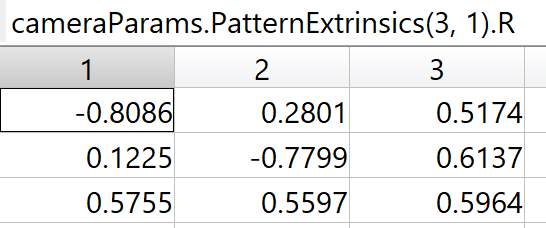 cameraParams.PatternExtrinsics(3, 1).R
1 2 3
-0.8086 0.2801 0.5174
0.1225 -0.7799 0.6137
0.5755 0.5597 0.5964